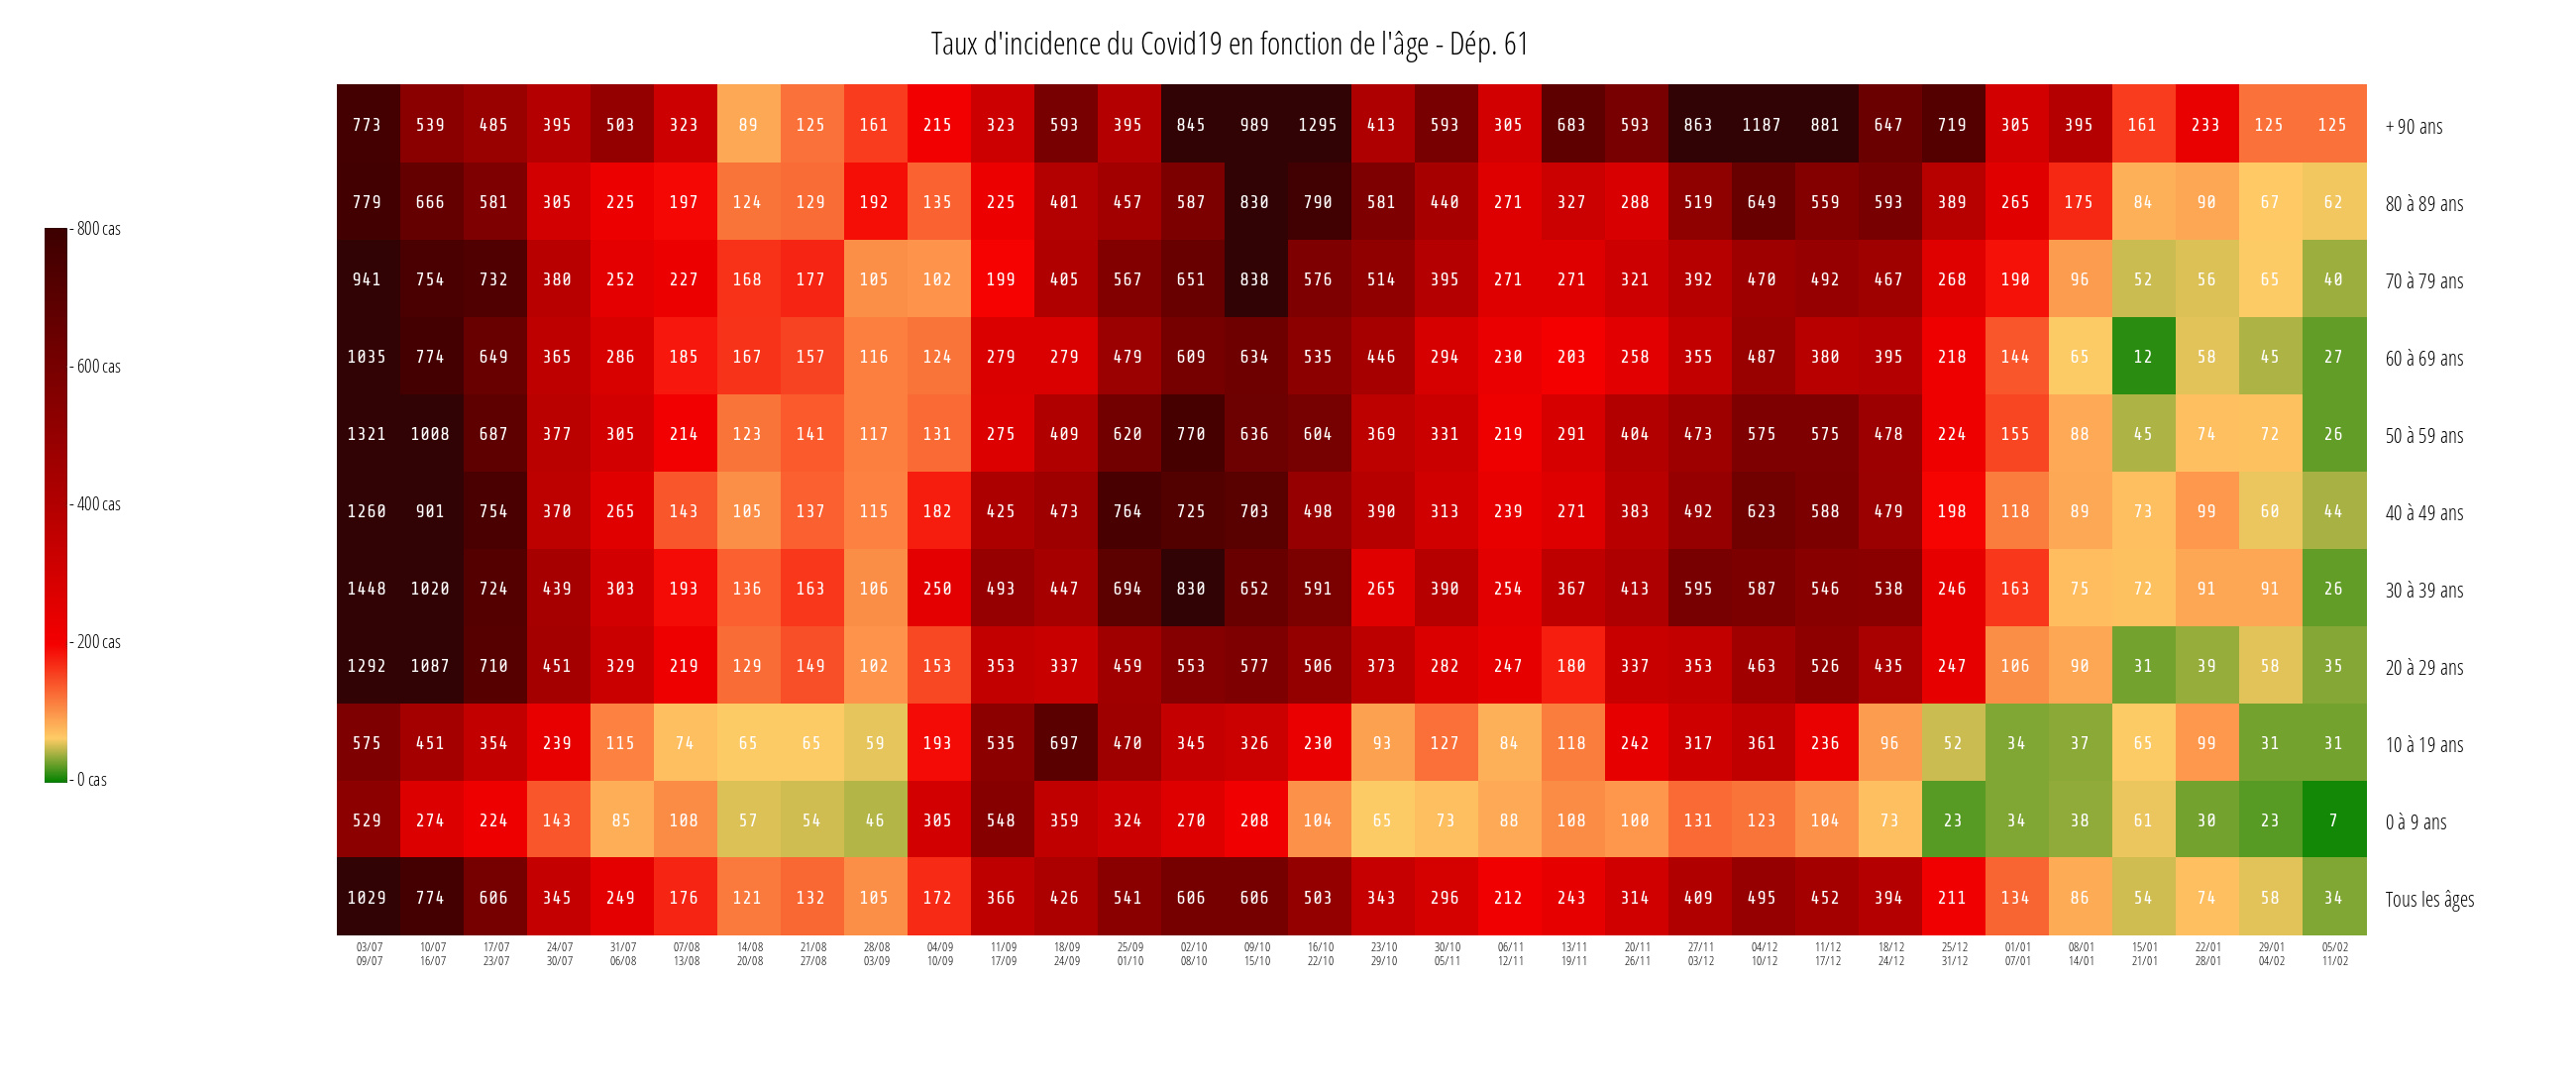 Taux d'incidence du Covid19 en fonction de l'âge - Dép. 61
773 539 485 395 503 323 89 125 161 215 323 593 395 845 989 1295 413 593 305 683 593 863 1187 881 647 719 305 395 161 233 125 125 + 90 ans
779 666 581 305 225 197 124 129 192 135 225 401 457 587 830 790 581 440 271 327 288 519 649 559 593 389 265 175 84 90 67 62 80 à 89 ans
- 800 cas
941 754 732 380 252 227 168 177 105 102 199 405 567 651 838 576 514 395 271 271 321 392 470 492 467 268 190 96 52 56 65 40 70 à 79 ans
1035 774 649 365 286 185 167 157 116 124 279 279 479 609 634 535 446 294 230 203 258 355 487 380 395 218 144 65 12 58 45 27 60 à 69 ans
- 600 cas
1321 1008 687 377 305 214 123 141 117 131 275 409 620 770 636 604 369 331 219 291 404 473 575 575 478 224 155 88 45 74 72 26 50 à 59 ans
- 400 cas
1260 901 754 370 265 143 105 137 115 182 425 473 764 725 703 498 390 313 239 271 383 492 623 588 479 198 118 89 73 99 60 44 40 à 49 ans
1448 1020 724 439 303 193 136 163 106 250 493 447 694 830 652 591 265 390 254 367 413 595 587 546 538 246 163 75 72 91 91 26 30 à 39 ans
- 200 cas
1292 1087 710 451 329 219 129 149 102 153 353 337 459 553 577 506 373 282 247 180 337 353 463 526 435 247 106 90 31 39 58 35 20 à 29 ans
575 451 354 239 115 74 65 65 59 193 535 697 470 345 326 230 93 127 84 118 242 317 361 236 96 52 34 37 65 99 31 31 10 à 19 ans
- 0 cas
529 274 224 143 85 108 57 54 46 305 548 359 324 270 208 104 65 73 88 108 100 131 123 104 73 23 34 38 61 30 23 7 0 à 9 ans
1029 774 606 345 249 176 121 132 105 172 366 426 541 606 606 503 343 296 212 243 314 409 495 452 394 211 134 86 54 74 58 34 Tous les âges
03/07 10/07 17/07 24/07 31/07 07/08 14/08 21/08 28/08 04/09 11/09 18/09 25/09 02/10 09/10 16/10 23/10 30/10 06/11 13/11 20/11 27/11 04/12 11/12 18/12 25/12 01/01 08/01 15/01 22/01 29/01 05/02
09/07 16/07 23/07 30/07 06/08 13/08 20/08 27/08 03/09 10/09 17/09 24/09 01/10 08/10 15/10 22/10 29/10 05/11 12/11 19/11 26/11 03/12 10/12 17/12 24/12 31/12 07/01 14/01 21/01 28/01 04/02 11/02